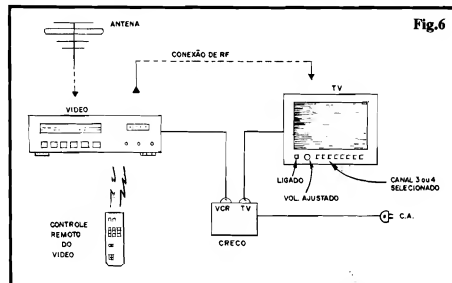 Fig.6
ANTENA
CONEXÃO DE RF
VIDEO
TV
LIGADO
VOL. AJUSTADO
CANAL 3 ou 4
SELECIONADO
CONTROLE
REMOTO
DO
VIDEO
VCR TV
CRECO
C.A.